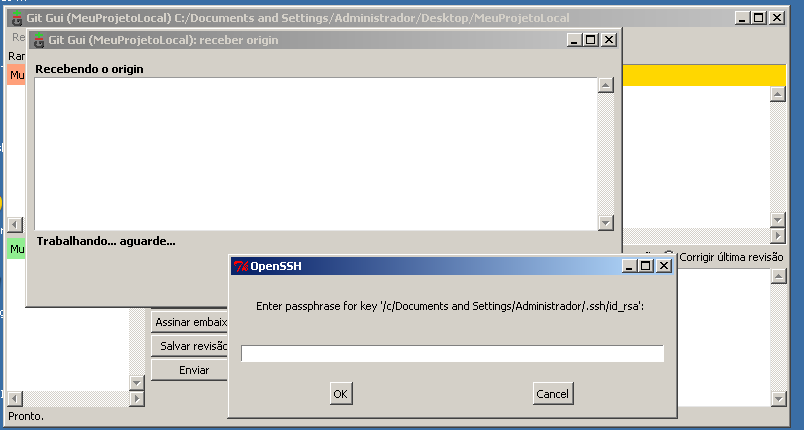 Git Gui (MeuProjetoLocal) C:/Documents and Settings/Administrador/Desktop/MeuProjetoLocal
Re
Git Gui (MeuProjetoLocal): receber origin
Ram
Mu
Recebendo o origin
Trabalhando... aguarde...
Mu
Corrigir última revisão
OpenSSH
Enter passphrase for key '/c/Documents and Settings/Administrador/.ssh/id_rsa':
OK
Cancel
Assinar embaix
Salvar revisão
Enviar
Pronto.